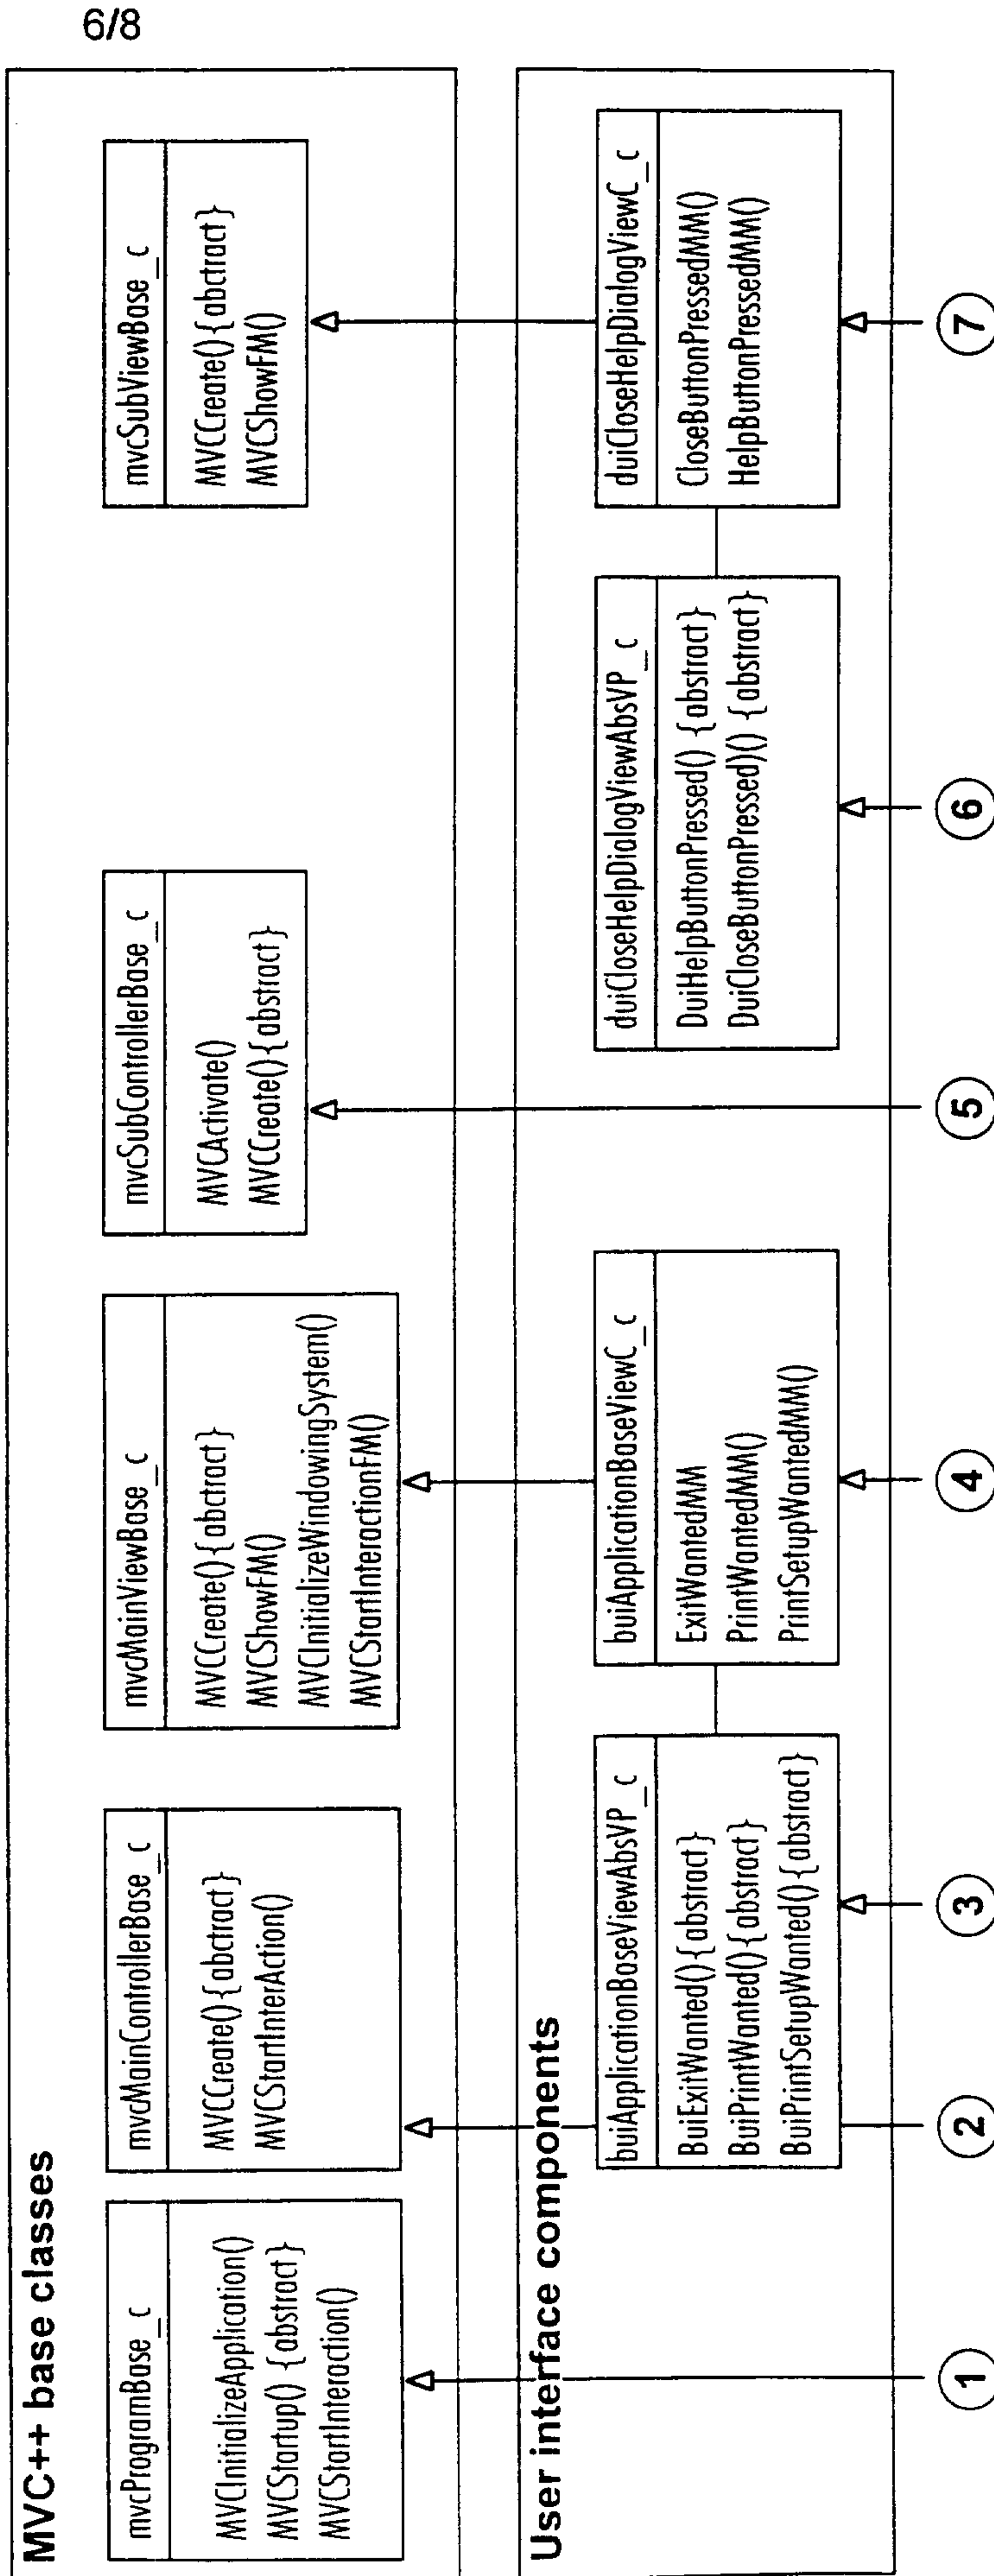 6/8
MVC++ base classes
mvcProgramBase_c
MVCInitializeApplication()
MVCStartup() {abstract}
MVCStartInteraction()
mvcMainControllerBase_c
MVCCreate(){abctract}
MVCStartInterAction()
mvcMainViewBase_c
MVCCreate(){abctract}
MVCShowFM()
MVCInitializeWindowingSystem()
MVCStartInteractionFM()
mvcSubControllerBase_c
MVCActivate()
MVCCreate(){abstract}
mvcSubViewBase_c
MVCCreate(){abctract}
MVCShowFM()
User interface components
buiApplicationBaseViewAbsVP_c
BuiExitWanted(){abstract}
BuiPrintWanted(){abstract}
BuiPrintSetupWanted(){abstract}
buiApplicationBaseViewC_c
ExitWantedMM
PrintWantedMM()
PrintSetupWantedMM()
duiCloseHelpDialogViewAbsVP_c
DuiHelpButtonPressed() {abstract}
DuiCloseButtonPressed)() {abstract}
duiCloseHelpDialogViewC_c
CloseButtonPressedMM()
HelpButtonPressedMM()
1
2
3
4
5
6
7